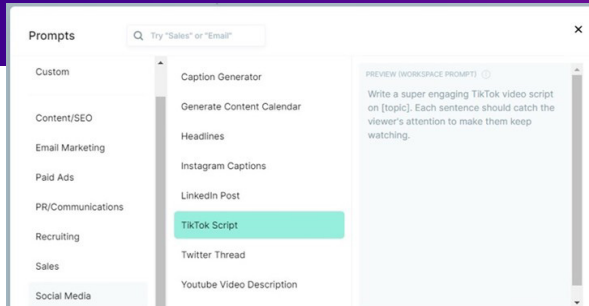 Prompts
Try "Sales" or "Email"
Custom
Content/SEO
Email Marketing
Paid Ads
PR/Communications
Recruiting
Sales
Social Media
Caption Generator
Generate Content Calendar
Headlines
Instagram Captions
LinkedIn Post
TikTok Script
Twitter Thread
Youtube Video Description
PREVIEW (WORKSPACE PROMPT)
Write a super engaging TikTok video script
on [topic]. Each sentence should catch the
viewer's attention to make them keep
watching.